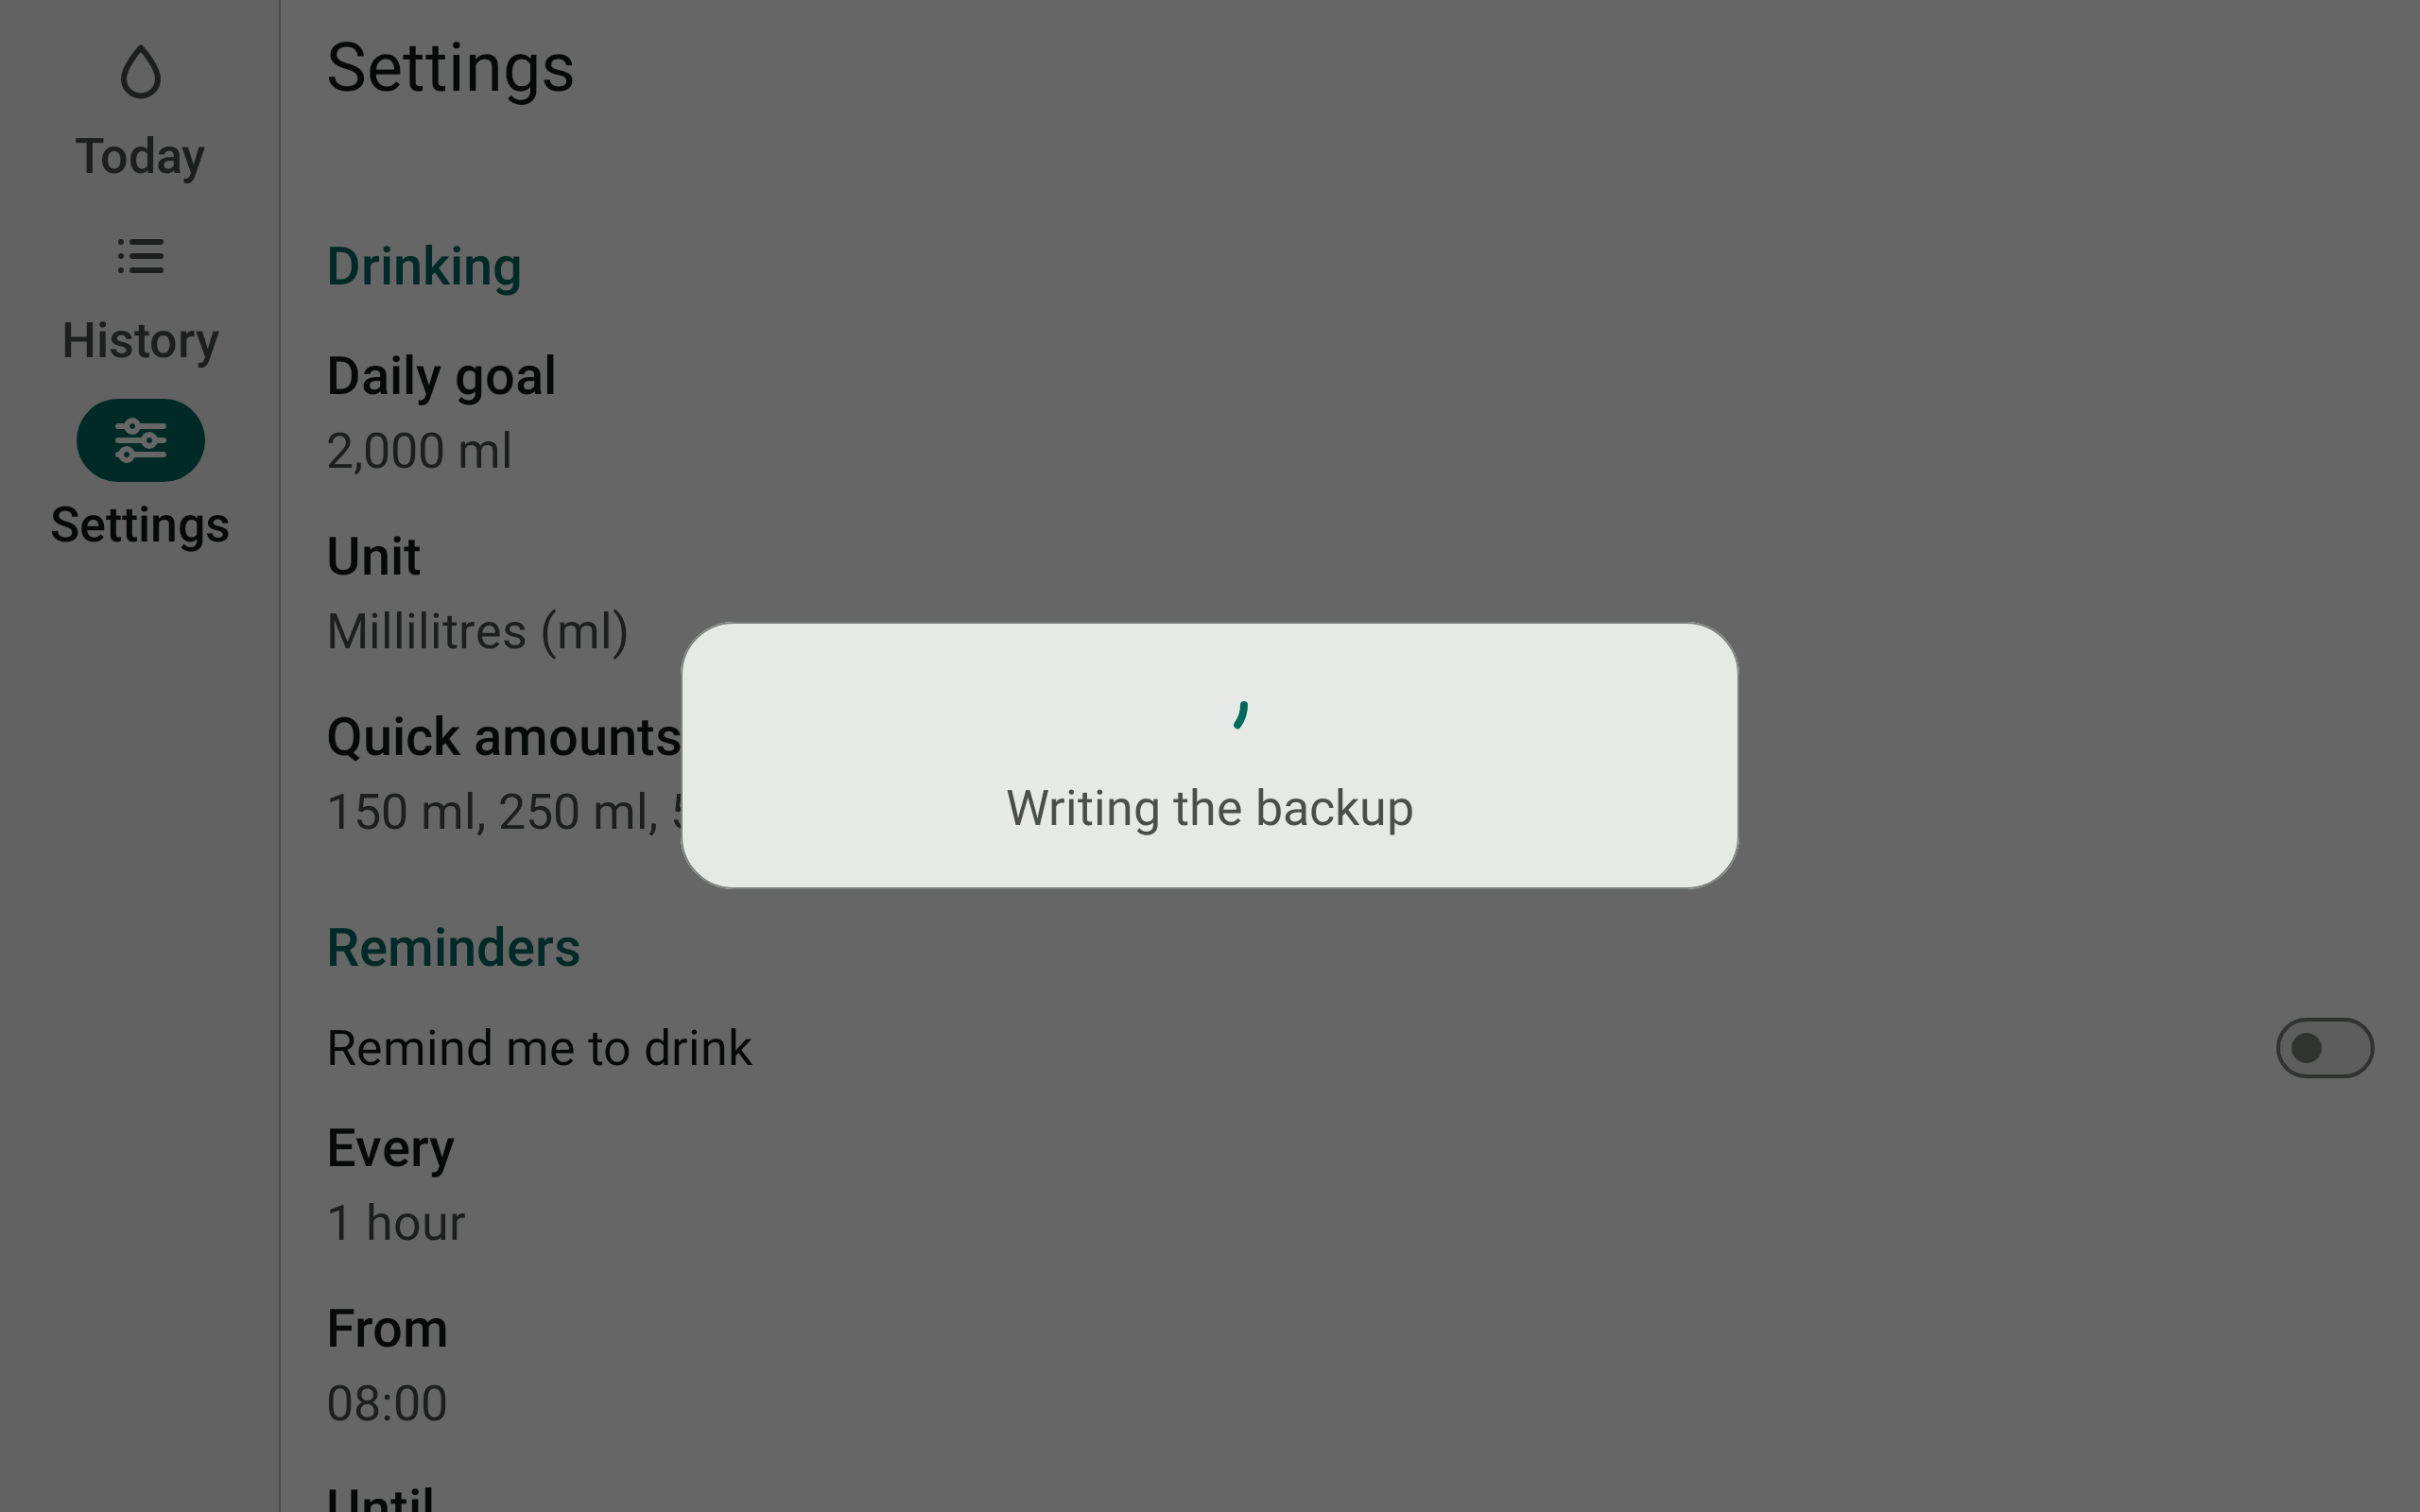 Today
History
Settings
Settings
Drinking
Daily goal
2,000 ml
Unit
Millilitres (ml)
Quick amounts
150 ml, 250 ml,
Writing the backup
Reminders
Remind me to drink
Every
1 hour
From
08:00
Until